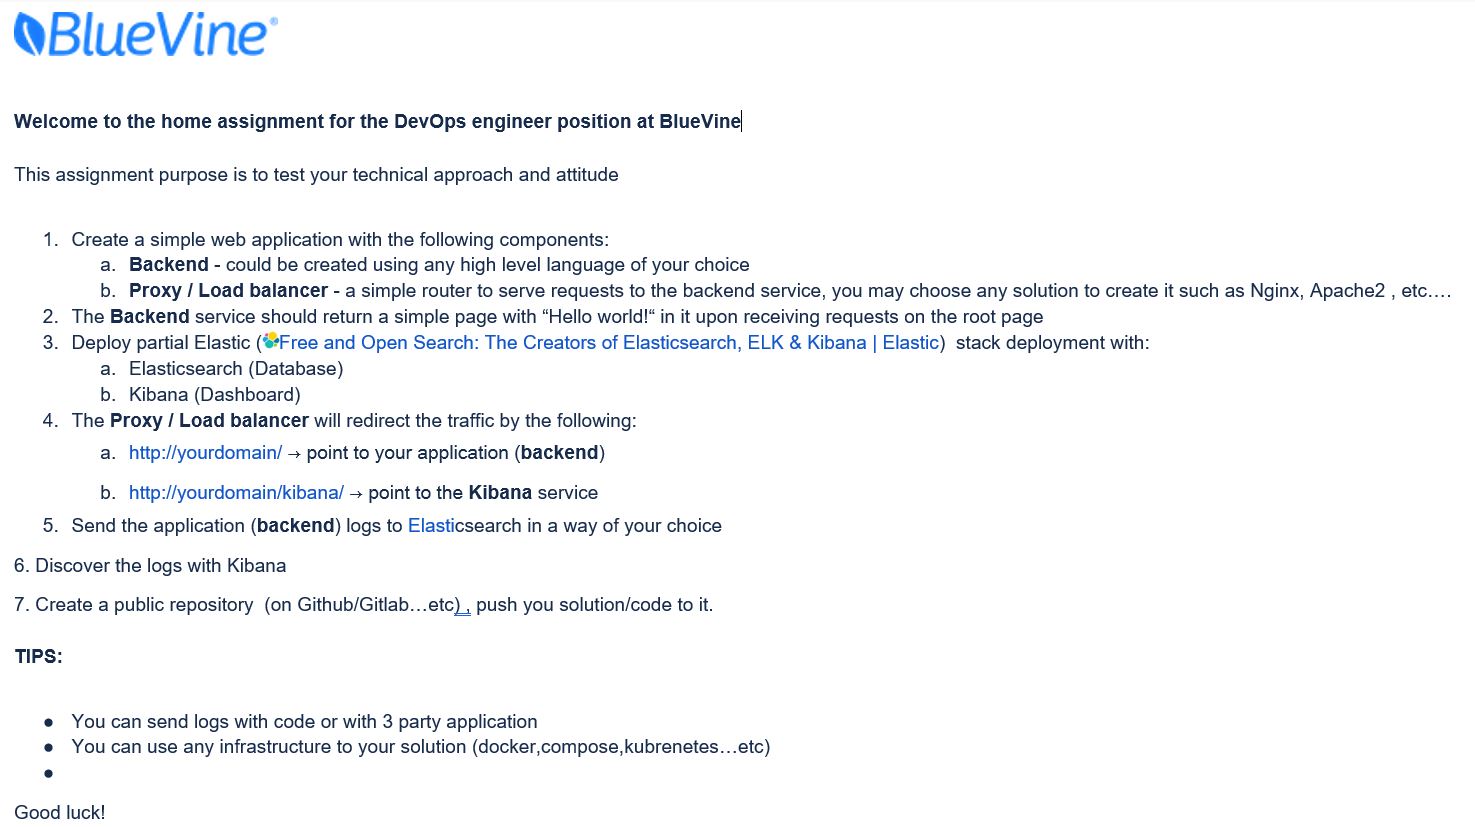 BlueVine®
Welcome to the home assignment for the DevOps engineer position at BlueVine
This assignment purpose is to test your technical approach and attitude
1. Create a simple web application with the following components:
a. Backend - could be created using any high level language of your choice
b. Proxy / Load balancer - a simple router to serve requests to the backend service, you may choose any solution to create it such as Nginx, Apache2 , etc….
2. The Backend service should return a simple page with “Hello world!“ in it upon receiving requests on the root page
3. Deploy partial Elastic (Free and Open Search: The Creators of Elasticsearch, ELK & Kibana | Elastic)  stack deployment with:
a. Elasticsearch (Database)
b. Kibana (Dashboard)
4. The Proxy / Load balancer will redirect the traffic by the following:
a. http://yourdomain/ → point to your application (backend)
b. http://yourdomain/kibana/ → point to the Kibana service
5. Send the application (backend) logs to Elasticsearch in a way of your choice
6. Discover the logs with Kibana
7. Create a public repository  (on Github/Gitlab…etc) , push you solution/code to it.
TIPS:
● You can send logs with code or with 3 party application
● You can use any infrastructure to your solution (docker,compose,kubrenetes…etc)
●
Good luck!